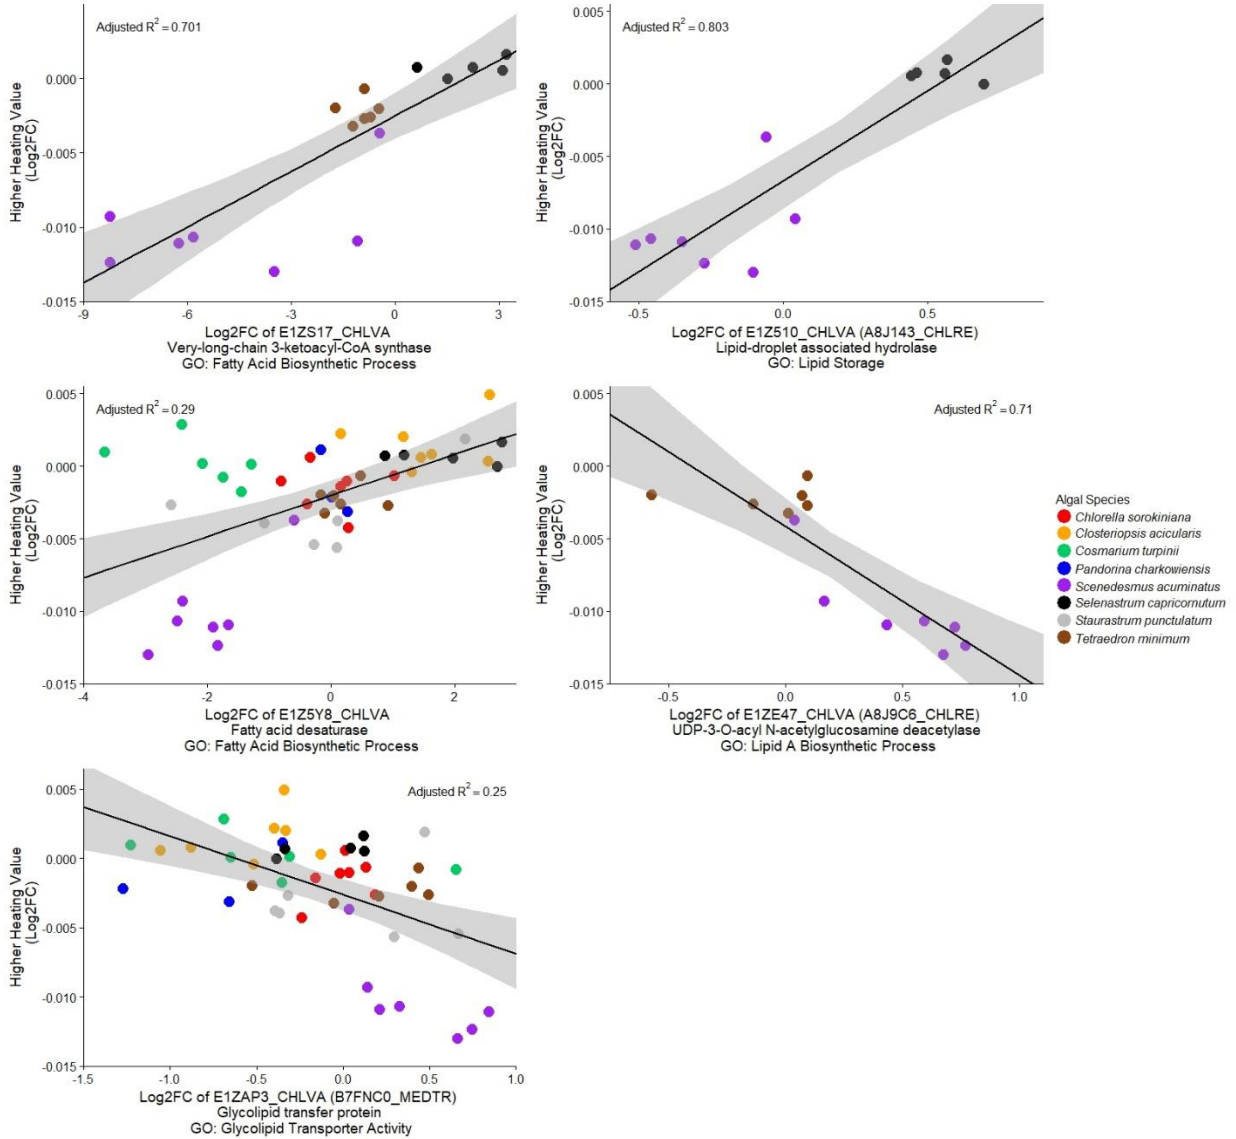 Adjusted R² = 0.701
Higher Heating Value
(Log2FC)
0.000
-0.005
-0.010
-0.015
-9
-6
-3
0
3
Log2FC of E1ZS17_CHLVA
Very-long-chain 3-ketoacyl-CoA synthase
GO: Fatty Acid Biosynthetic Process
Adjusted R² = 0.803
Higher Heating Value
(Log2FC)
0.005
0.000
-0.005
-0.010
-0.015
-0.5
0.0
0.5
Log2FC of E1Z510_CHLVA (A8J143_CHLRE)
Lipid-droplet associated hydrolase
GO: Lipid Storage
Adjusted R² = 0.29
Higher Heating Value
(Log2FC)
0.005
0.000
-0.005
-0.010
-0.015
-4
-2
0
2
Log2FC of E1Z5Y8_CHLVA
Fatty acid desaturase
GO: Fatty Acid Biosynthetic Process
Adjusted R² = 0.71
Higher Heating Value
(Log2FC)
0.005
0.000
-0.005
-0.010
-0.015
-0.5
0.0
0.5
1.0
Log2FC of E1ZE47_CHLVA (A8J9C6_CHLRE)
UDP-3-O-acyl N-acetylglucosamine deacetylase
GO: Lipid A Biosynthetic Process
Algal Species
Chlorella sorokiniana
Closteriopsis acicularis
Cosmarium turpinii
Pandorina charkowiensis
Scenedesmus acuminatus
Selenastrum capricornutum
Staurastrum punctulatum
Tetraedron minimum
Adjusted R² = 0.25
Higher Heating Value
(Log2FC)
0.005
0.000
-0.005
-0.010
-0.015
-1.5
-1.0
-0.5
0.0
0.5
1.0
Log2FC of E1ZAP3_CHLVA (B7FNC0_MEDTR)
Glycolipid transfer protein
GO: Glycolipid Transporter Activity